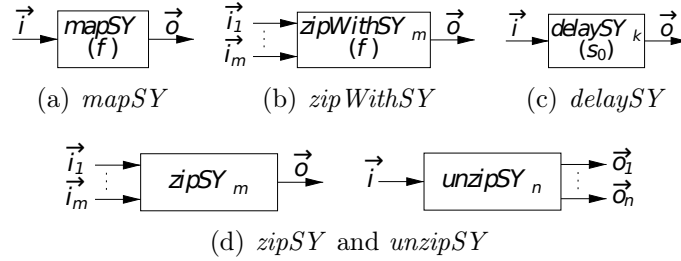 i⃗ mapSY (f) o⃗
i⃗1 ⋮ i⃗m zipWithSY m (f) o⃗
i⃗ delaySY k (s0) o⃗
(a) mapSY (b) zipWithSY (c) delaySY
i⃗1 ⋮ i⃗m zipSY m o⃗
i⃗ unzipSY n o⃗1 ⋮ o⃗n
(d) zipSY and unzipSY